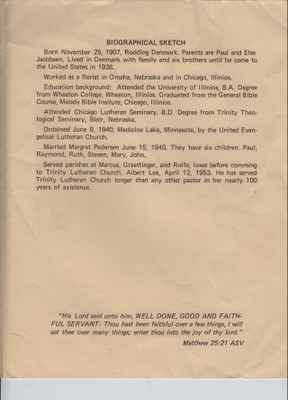 BIOGRAPHICAL SKETCH
Born November 25, 1907, Rodding Denmark. Parents are Paul and Else
Jacobsen. Lived in Denmark with family and six brothers until he came to
the United States in 1926.
Worked as a florist in Omaha, Nebraska and in Chicago, Illinios.
Education background: Attended the University of Illinios, B.A. Degree
from Wheaton College, Wheaton, Illinios. Graduated from the General Bible
Course, Moody Bible Insitute, Chicago, Illinios.
Attended Chicago Lutheran Seminary. B.D. Degree from Trinity Theo-
logical Seminary, Blair, Nebraska.
Ordained June 9, 1940, Medicine Lake, Minnesota, by the United Evan-
gelical Lutheran Church.
Married Margret Pedersen June 15, 1940. They have six children: Paul,
Raymond, Ruth, Steven, Mary, John.
Served parishes at Marcus, Graettinger, and Rolfe, Iowa before comming
to Trinity Lutheran Church, Albert Lea, April 12, 1953. He has served
Trinity Lutheran Church longer than any other pastor in her nearly 100
years of existence.
"His Lord said unto him, WELL DONE, GOOD AND FAITH-
FUL SERVANT: Thou hast been faithful over a few things, I will
set thee over many things; enter thou into the joy of thy lord."
Matthew 25:21 ASV